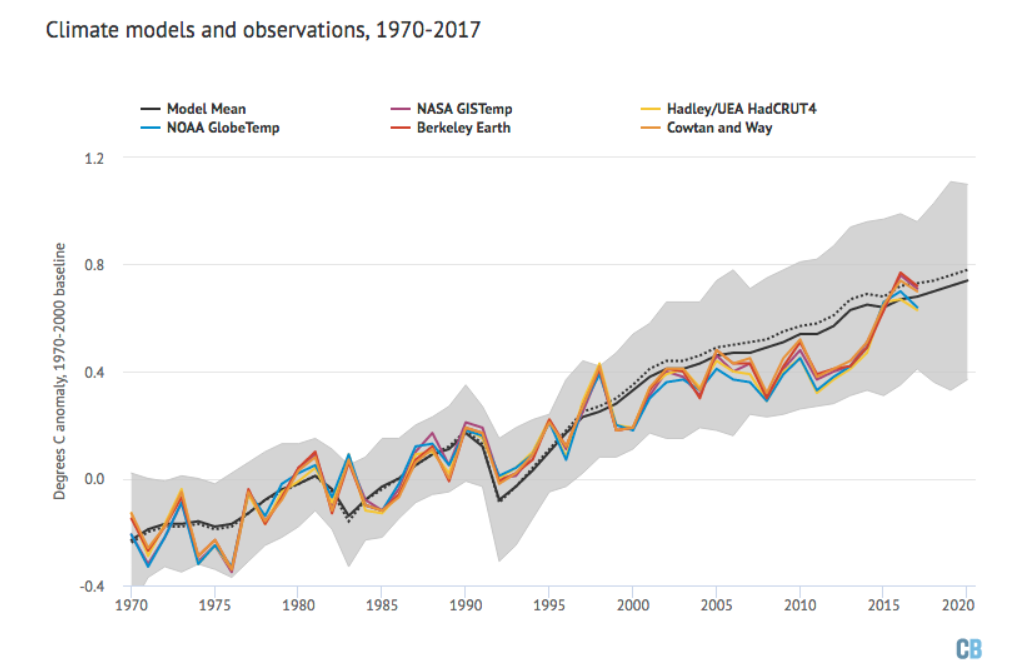 Climate models and observations, 1970-2017
Model Mean
NASA GISTemp
Hadley/UEA HadCRUT4
NOAA GlobeTemp
Berkeley Earth
Cowtan and Way
Degrees C anomaly, 1970-2000 baseline
1.2
0.8
0.4
0.0
-0.4
1970 1975 1980 1985 1990 1995 2000 2005 2010 2015 2020
CB